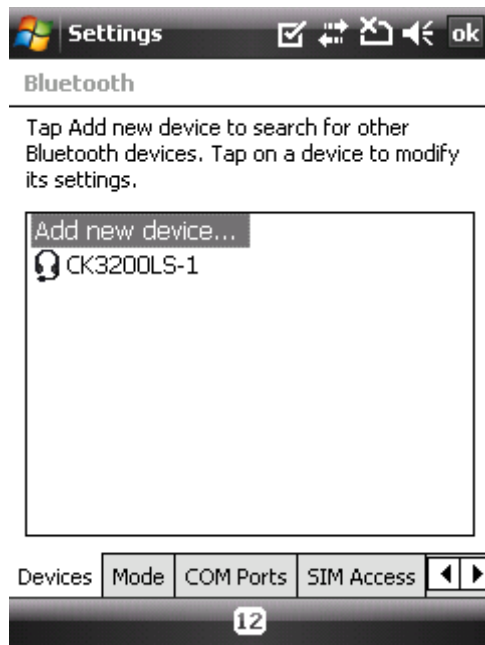 Settings
ok
Bluetooth
Tap Add new device to search for other
Bluetooth devices. Tap on a device to modify
its settings.
Add new device...
CK3200LS-1
Devices Mode COM Ports SIM Access
12